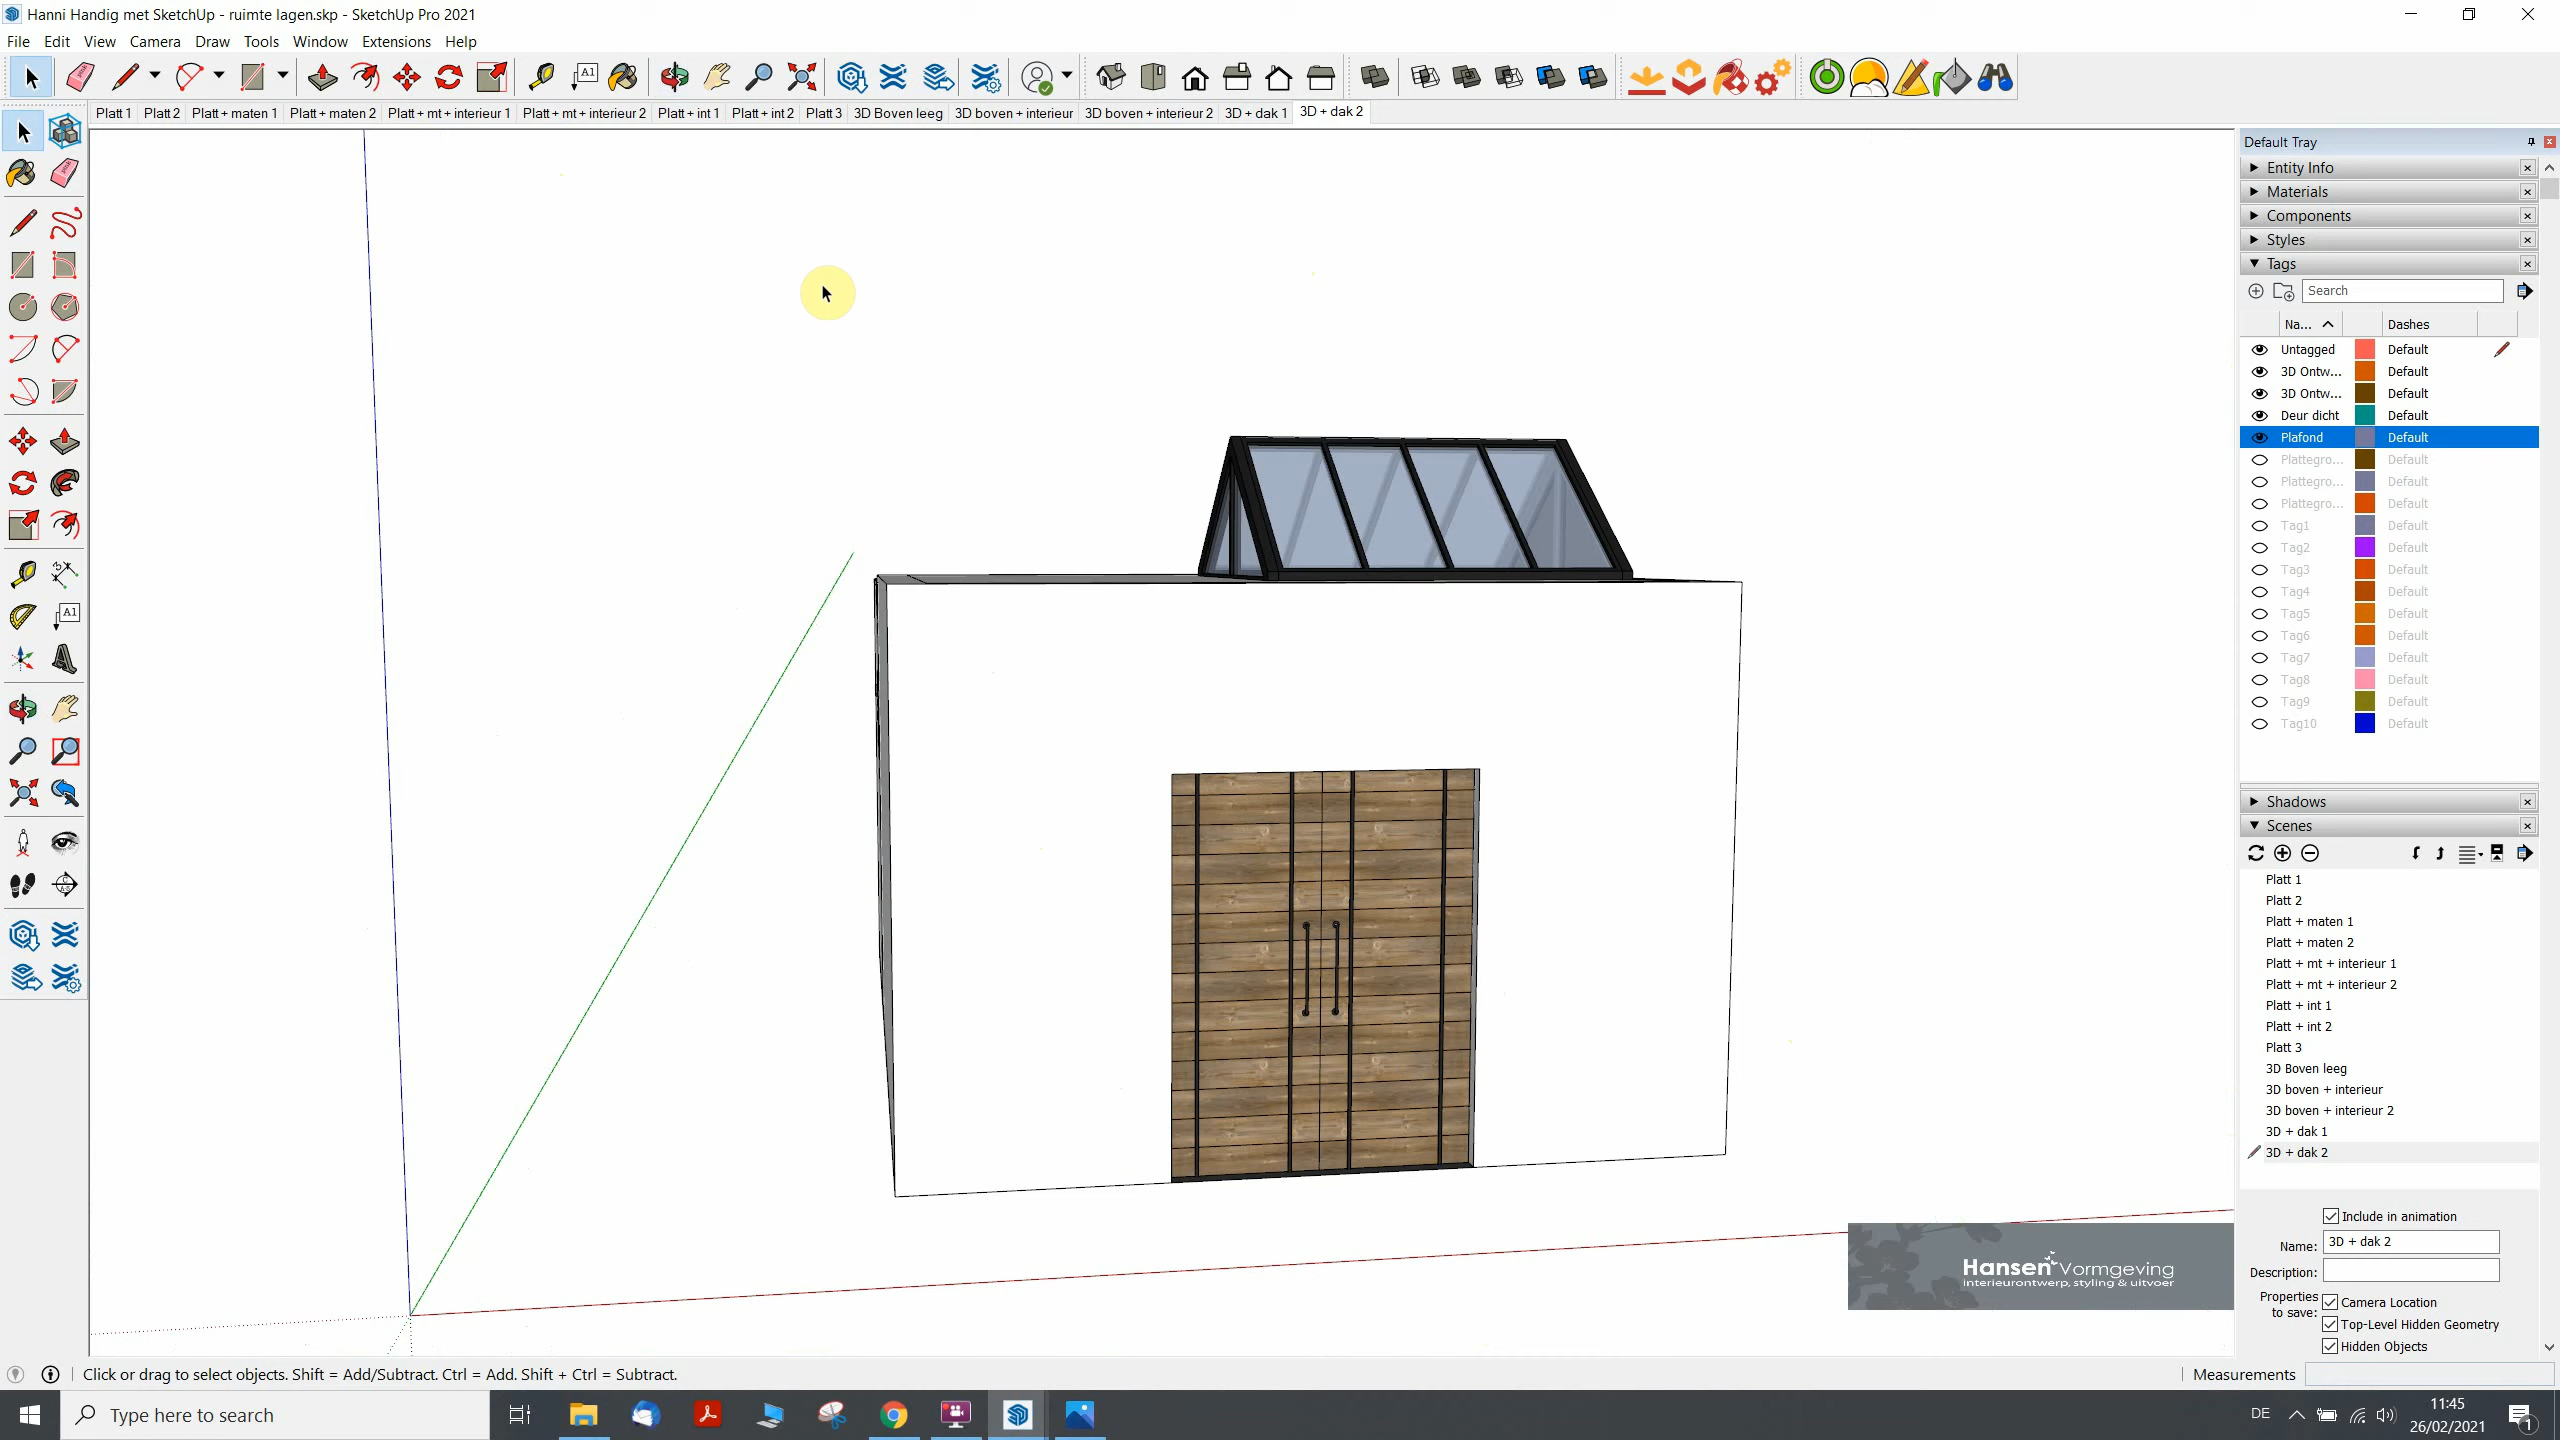 Hanni Handig met SketchUp - ruimte lagen.skp - SketchUp Pro 2021
File Edit View Camera Draw Tools Window Extensions Help
Platt 1 Platt 2 Platt + maten 1 Platt + maten 2 Platt + mt + interieur 1 Platt + mt + interieur 2 Platt + int 1 Platt + int 2 Platt 3 3D Boven leeg 3D boven + interieur 3D boven + interieur 2 3D + dak 1 3D + dak 2
Default Tray
Entity Info
Materials
Components
Styles
Tags
Search
Na... Dashes
Untagged Default
3D Ontw... Default
3D Ontw... Default
Deur dicht Default
Plafond Default
Plattegro... Default
Plattegro... Default
Plattegro... Default
Tag1 Default
Tag2 Default
Tag3 Default
Tag4 Default
Tag5 Default
Tag6 Default
Tag7 Default
Tag8 Default
Tag9 Default
Tag10 Default
Shadows
Scenes
Platt 1
Platt 2
Platt + maten 1
Platt + maten 2
Platt + mt + interieur 1
Platt + mt + interieur 2
Platt + int 1
Platt + int 2
Platt 3
3D Boven leeg
3D boven + interieur
3D boven + interieur 2
3D + dak 1
3D + dak 2
Include in animation
Name: 3D + dak 2
Description:
Properties to save:
Camera Location
Top-Level Hidden Geometry
Hidden Objects
Hansen Vormgeving
interieurontwerp, styling & uitvoer
Click or drag to select objects. Shift = Add/Subtract. Ctrl = Add. Shift + Ctrl = Subtract.
Measurements
Type here to search
DE
11:45
26/02/2021
1